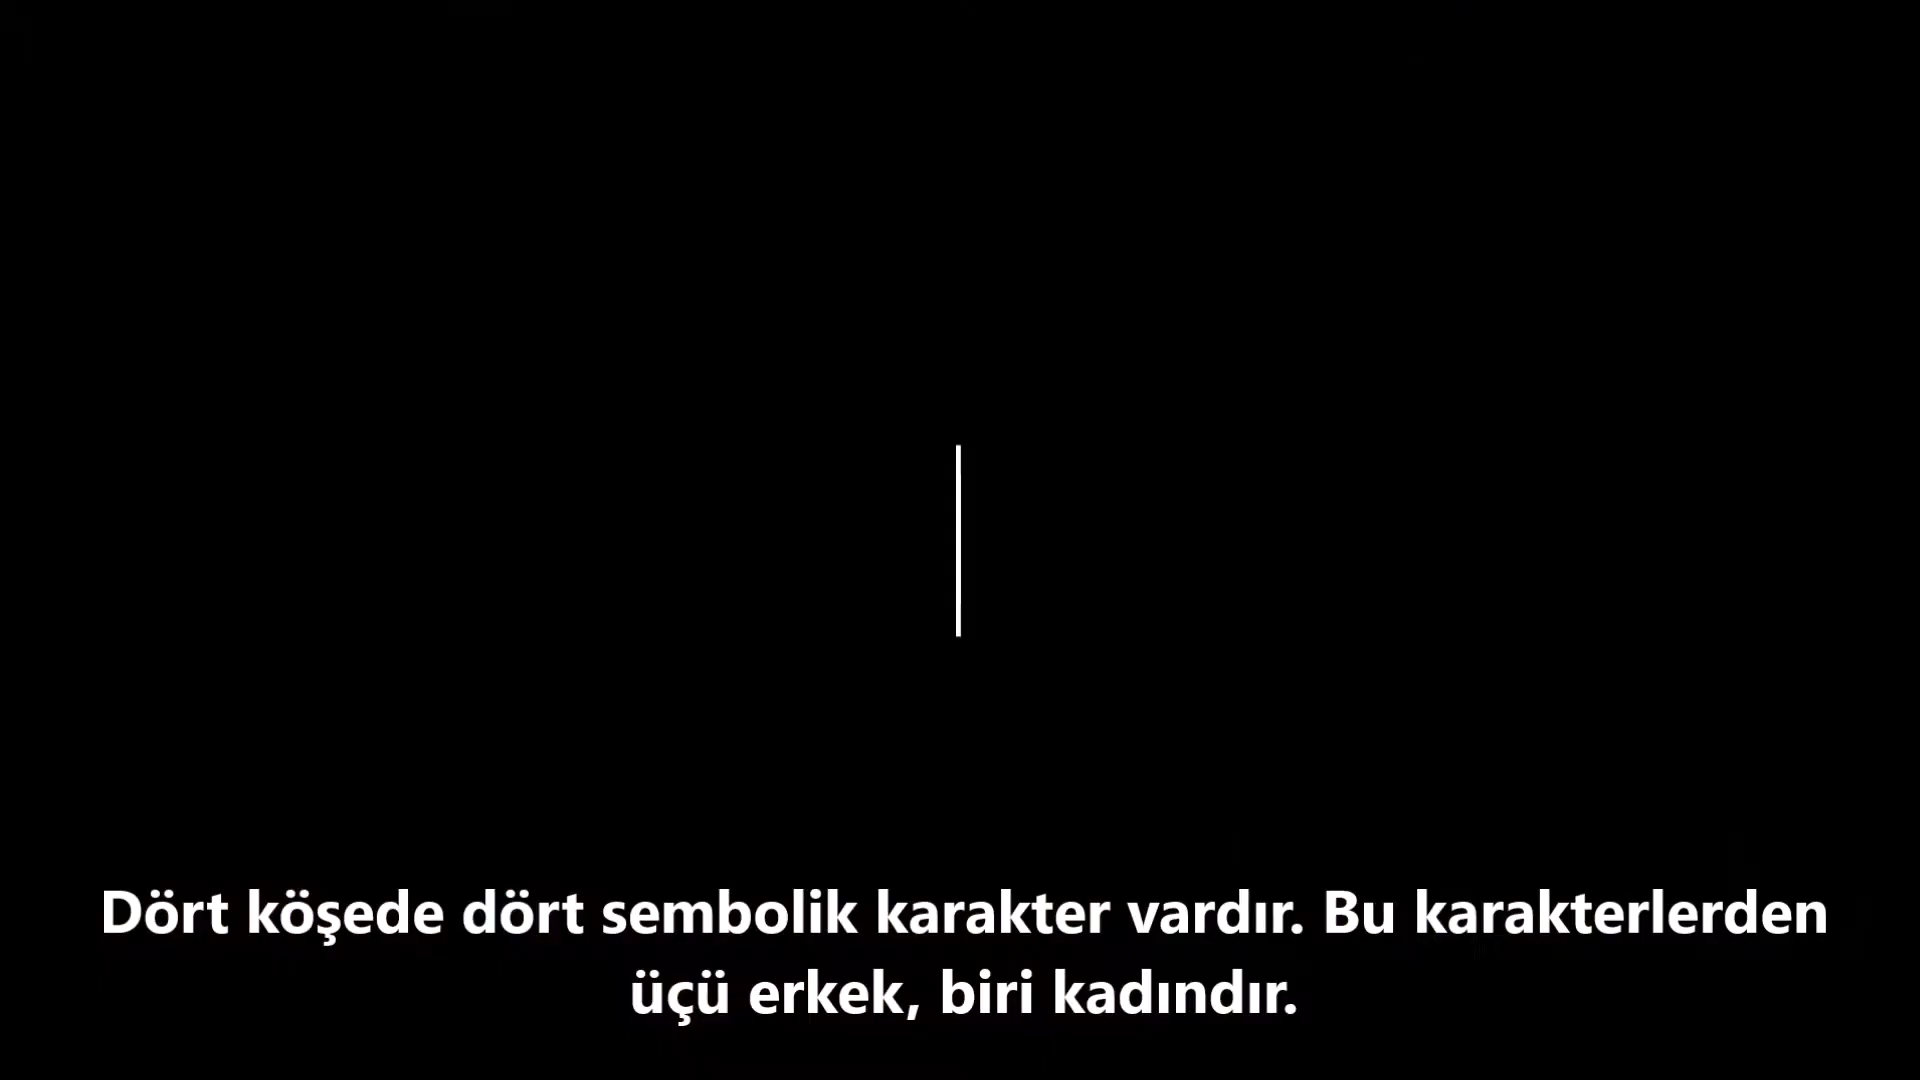 Dört köşede dört sembolik karakter vardır. Bu karakterlerden
üçü erkek, biri kadındır.